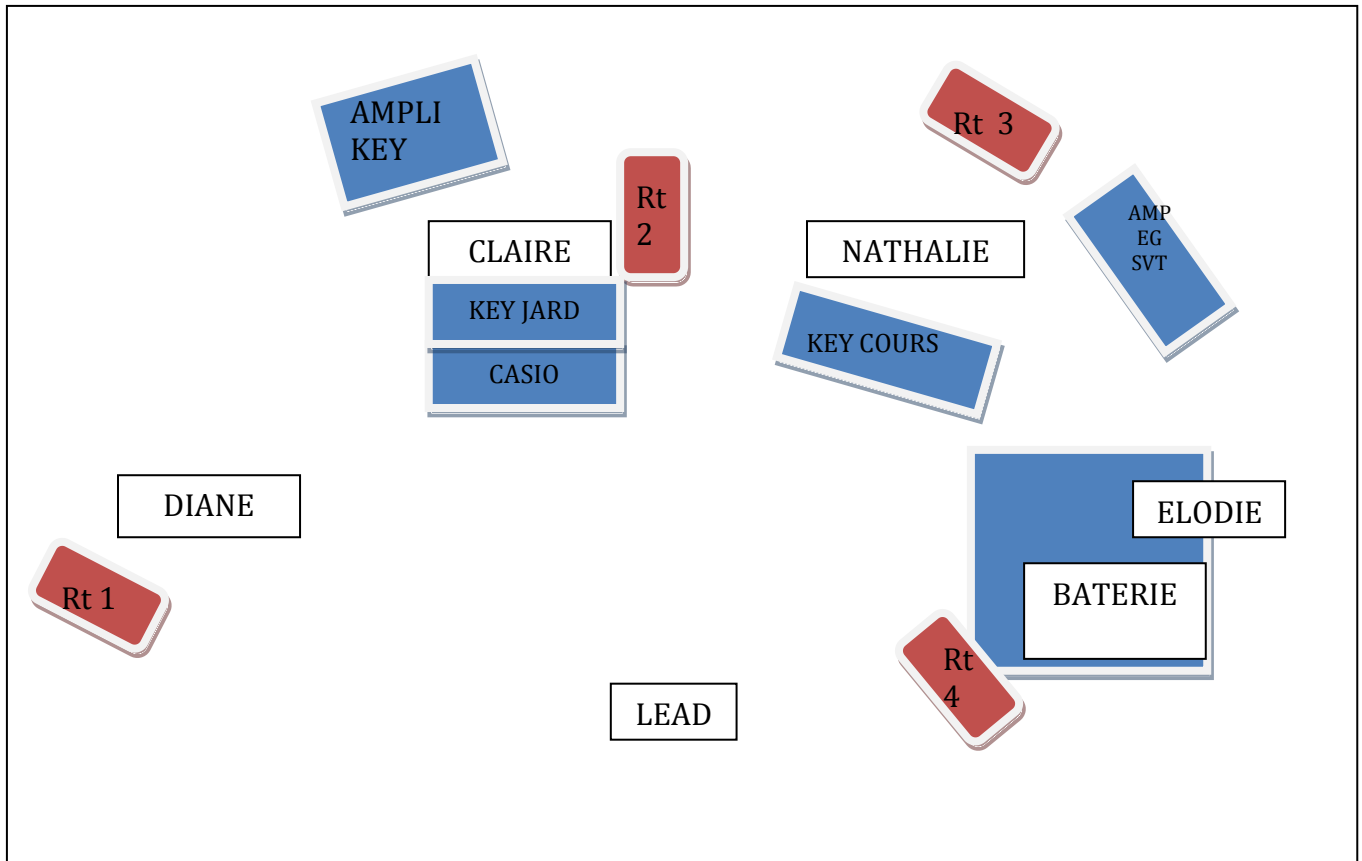 AMPLI
KEY
Rt 3
Rt
2
AMP
EG
SVT
CLAIRE
NATHALIE
KEY JARD
KEY COURS
CASIO
DIANE
ELODIE
Rt 1
BATERIE
Rt
4
LEAD